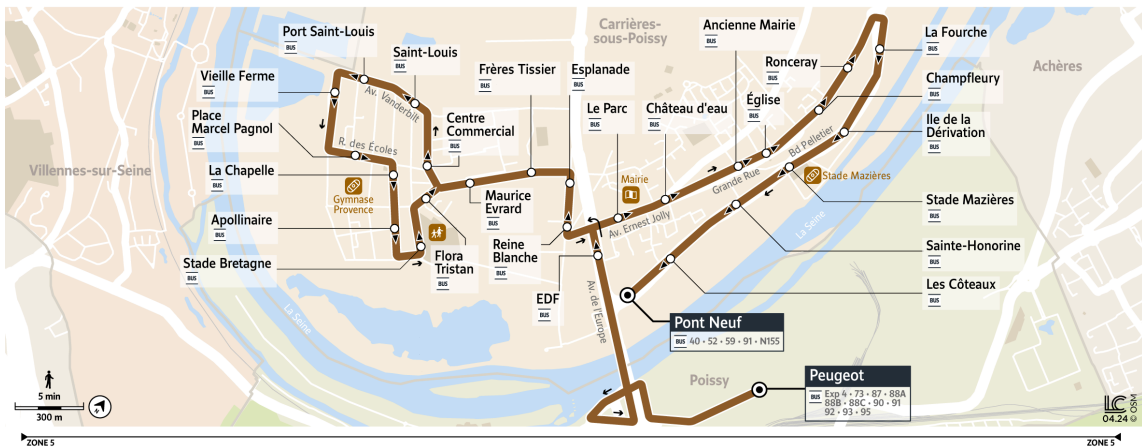 Port Saint-Louis
BUS
Saint-Louis
BUS
Vieille Ferme
BUS
Place
Marcel Pagnol
BUS
La Chapelle
BUS
Apollinaire
BUS
Stade Bretagne
BUS
Centre
Commercial
BUS
Frères Tissier
BUS
Esplanade
BUS
Maurice
Evrard
BUS
Flora
Tristan
BUS
Reine
Blanche
BUS
EDF
BUS
Le Parc
BUS
Château d'eau
BUS
Église
BUS
Ancienne Mairie
BUS
Ronceray
BUS
La Fourche
BUS
Champfleury
BUS
Ile de la
Dérivation
BUS
Stade Mazières
BUS
Sainte-Honorine
BUS
Les Côteaux
BUS
Pont Neuf
BUS 40 • 52 • 59 • 91 • N155
Peugeot
BUS Exp 4 • 73 • 87 • 88A
88B • 88C • 90 • 91
92 • 93 • 95
Carrières-
sous-Poissy
Achères
Villennes-sur-Seine
Poissy
Av. Vanderbilt
R. des Écoles
Gymnase
Provence
Mairie
Av. Ernest Jolly
Grande Rue
Bd Pelletier
Stade Mazières
Av. de l'Europe
La Seine
La Seine
5 min
300 m
LC
04.24 © OSM
ZONE 5
ZONE 5